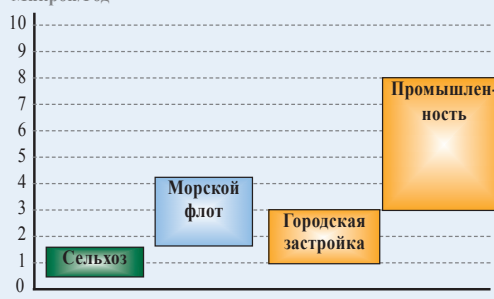 Микрон/Год
10
9
8
7
6
5
4
3
2
1
0
Сельхоз
Морской
флот
Городская
застройка
Промышлен-
ность